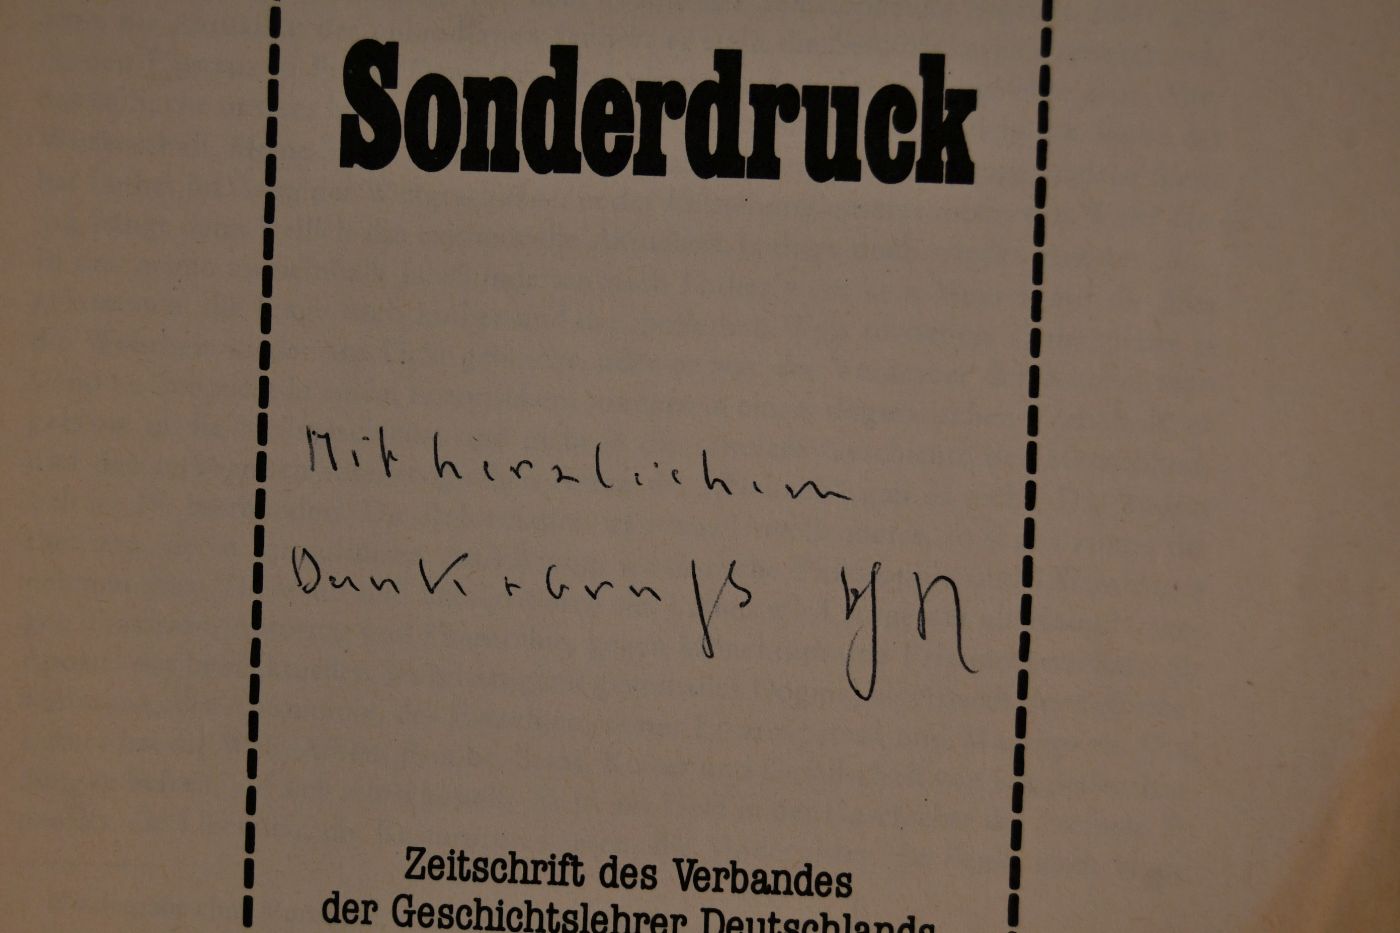 Sonderdruck
Mit herzlichem
Dank + Gruß
Zeitschrift des Verbandes
der Geschichtslehrer Deutschlands